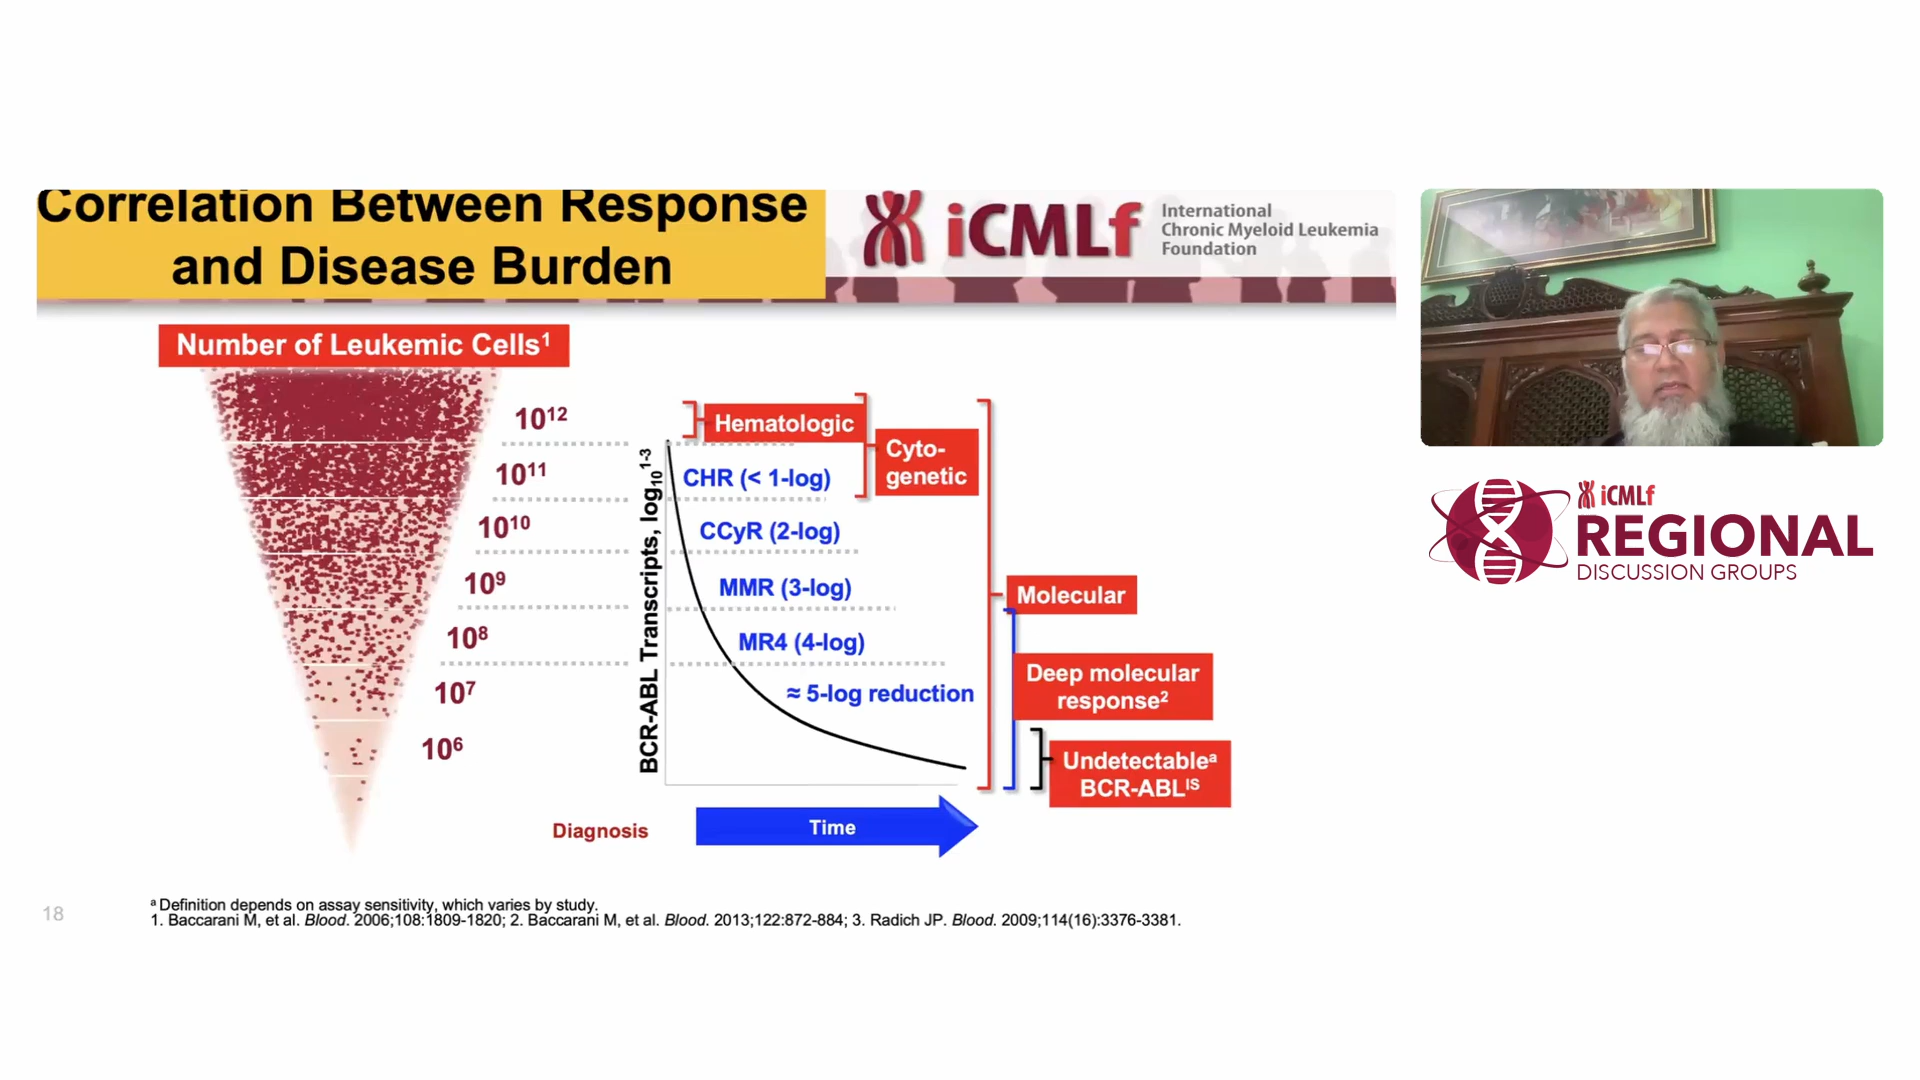 Correlation Between Response
and Disease Burden
iCMLf
International
Chronic Myeloid Leukemia
Foundation
Number of Leukemic Cells¹
10¹²
10¹¹
10¹⁰
10⁹
10⁸
10⁷
10⁶
BCR-ABL Transcripts, log₁₀¹⁻³
Hematologic
Cyto-
genetic
CHR (< 1-log)
CCyR (2-log)
MMR (3-log)
MR4 (4-log)
≈ 5-log reduction
Molecular
Deep molecular
response²
Undetectableᵃ
BCR-ABLᴵˢ
Diagnosis
Time
18
ᵃ Definition depends on assay sensitivity, which varies by study.
1. Baccarani M, et al. Blood. 2006;108:1809-1820; 2. Baccarani M, et al. Blood. 2013;122:872-884; 3. Radich JP. Blood. 2009;114(16):3376-3381.
iCMLf
REGIONAL
DISCUSSION GROUPS